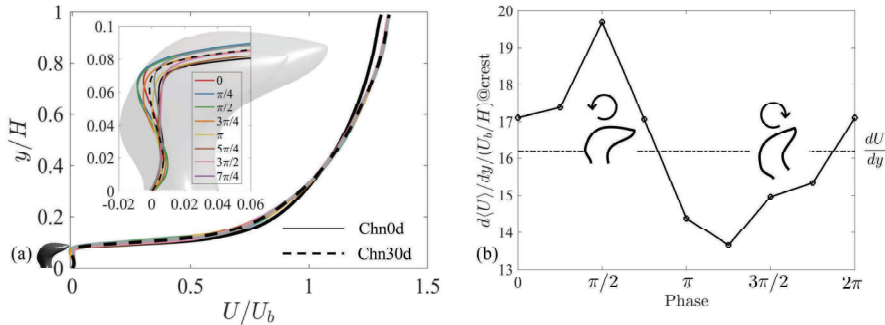 (a)
y/H
1
0.8
0.6
0.4
0.2
0
0
0.5
1
1.5
U/U_b
0.1
0.08
0.06
0.04
0.02
0
-0.02
0
0.02
0.04
0.06
0
π/4
π/2
3π/4
π
5π/4
3π/2
7π/4
Chn0d
Chn30d
(b)
d⟨U⟩/dy/(U_b/H)@crest
20
19
18
17
16
15
14
13
0
π/2
π
3π/2
2π
Phase
dU
dy